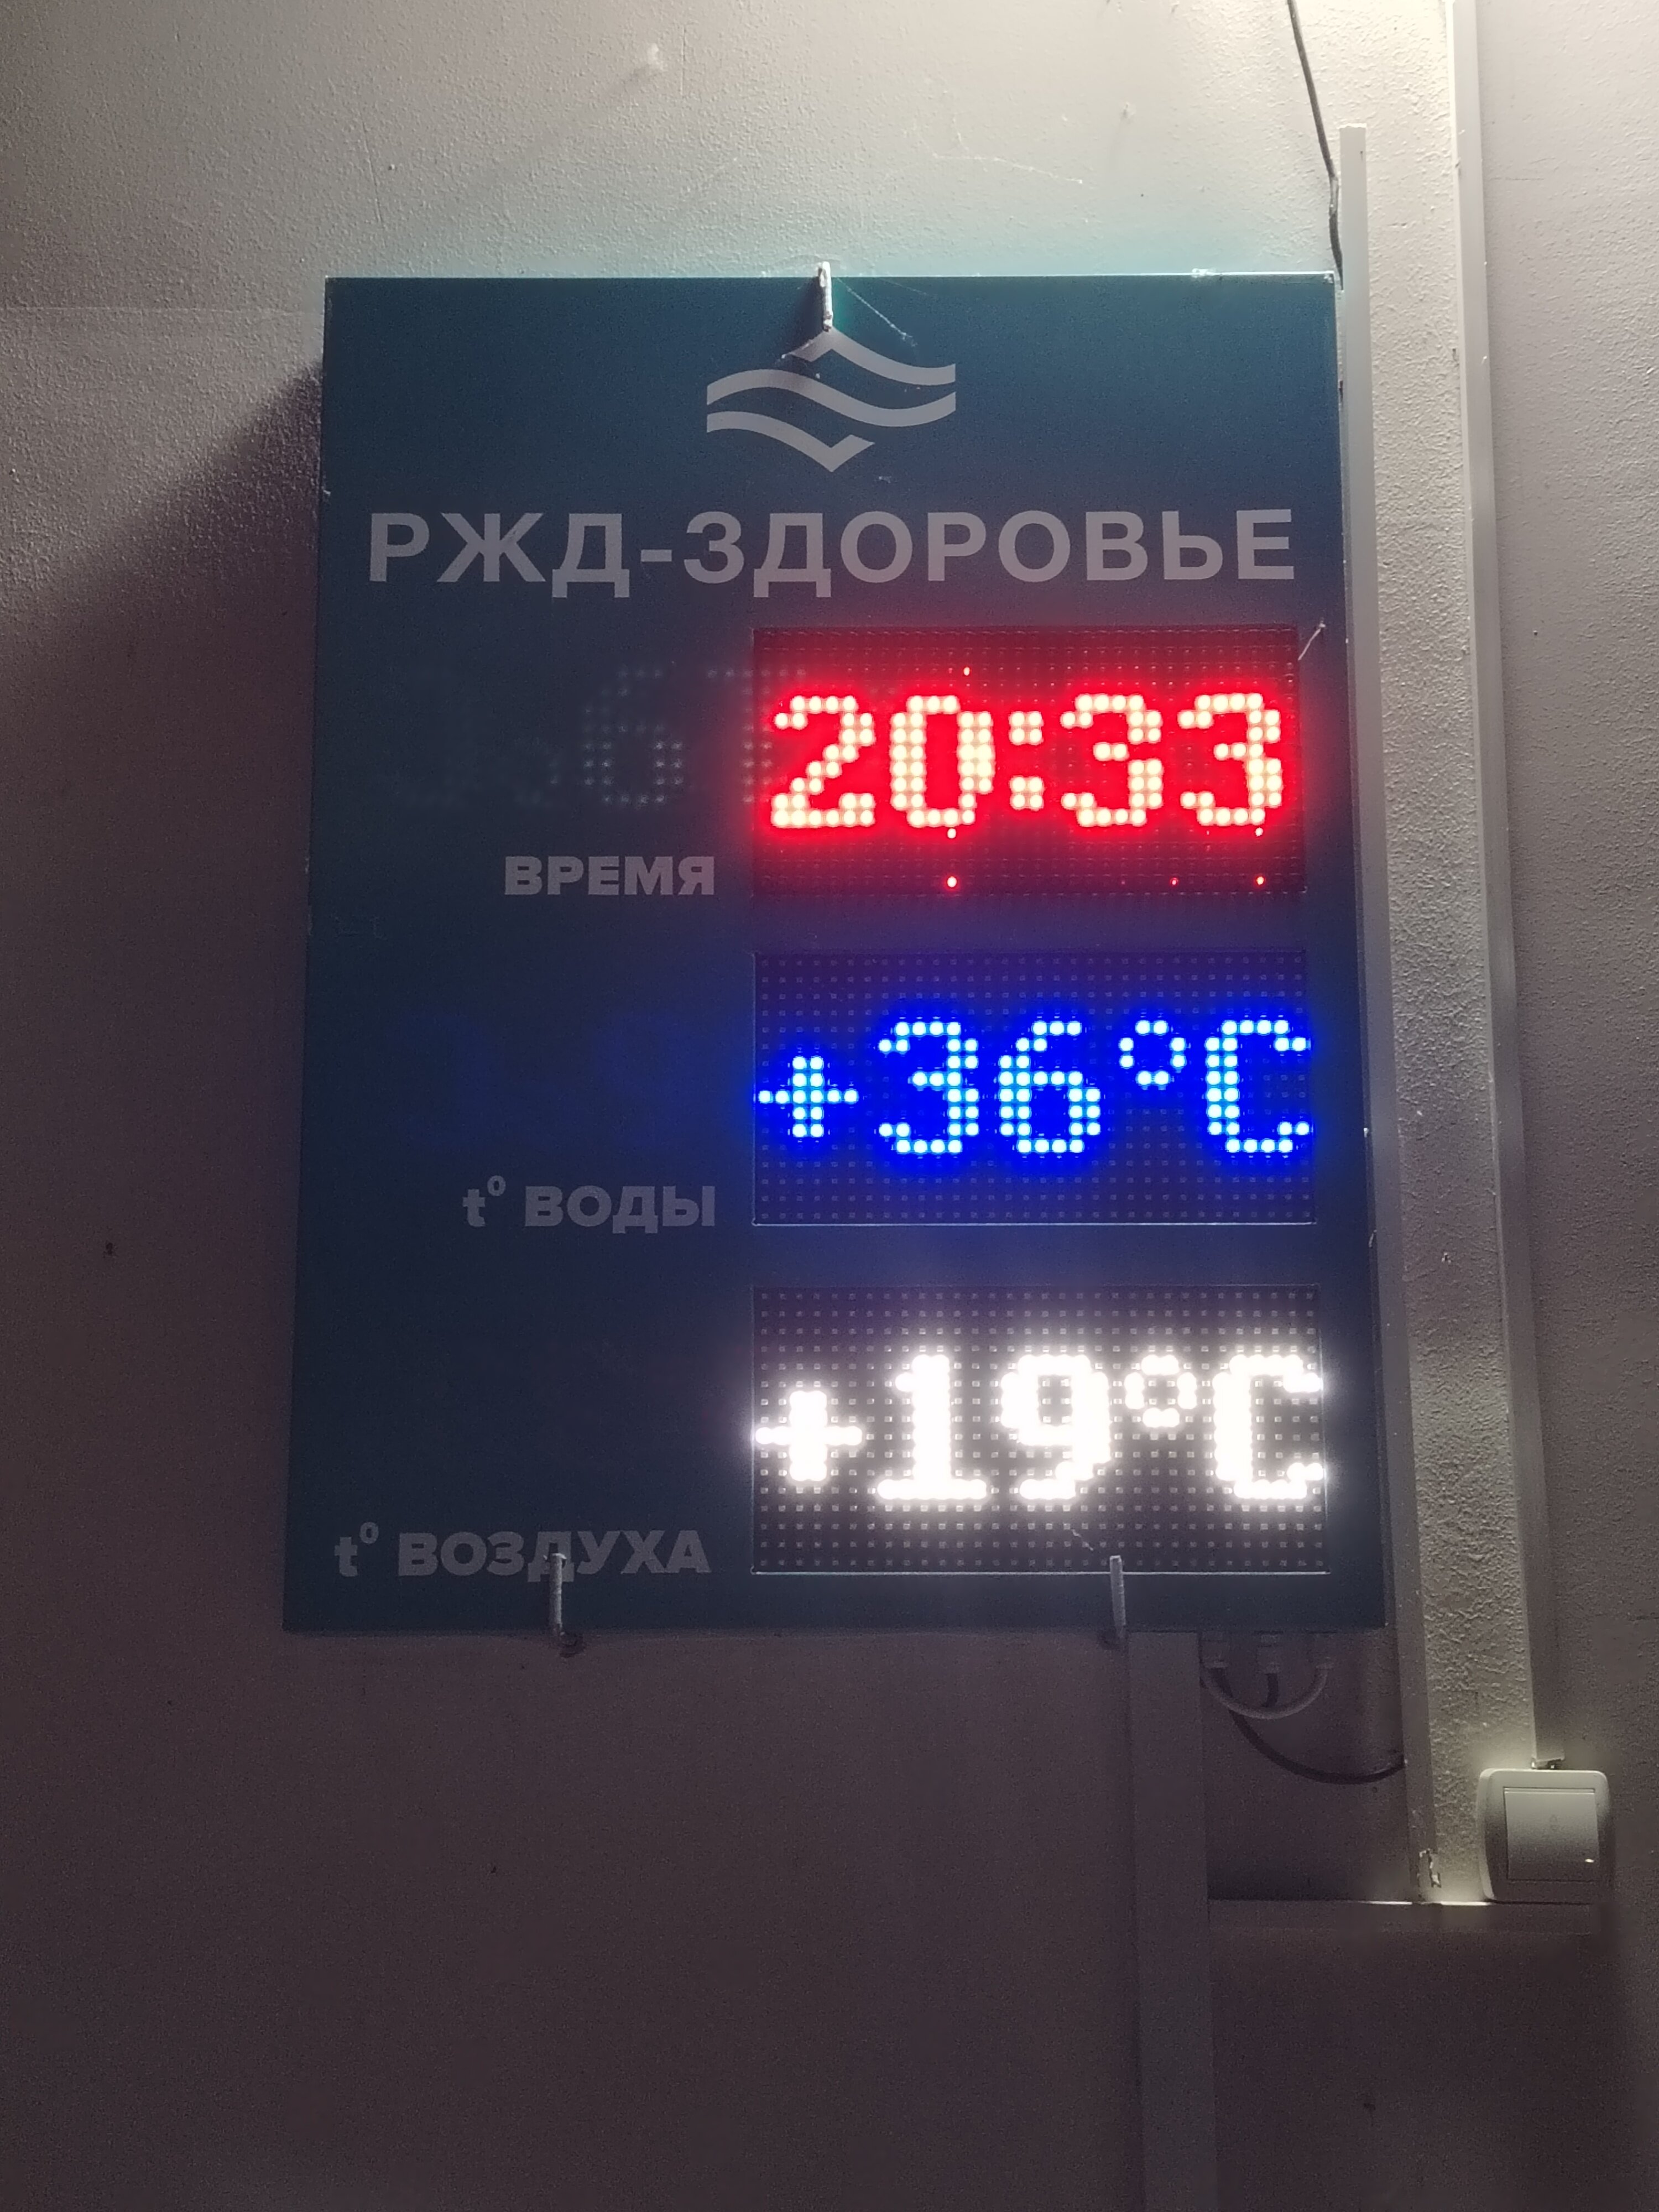 РЖД-ЗДОРОВЬЕ
20:33
ВРЕМЯ
+36°C
t° ВОДЫ
+19°C
t° ВОЗДУХА